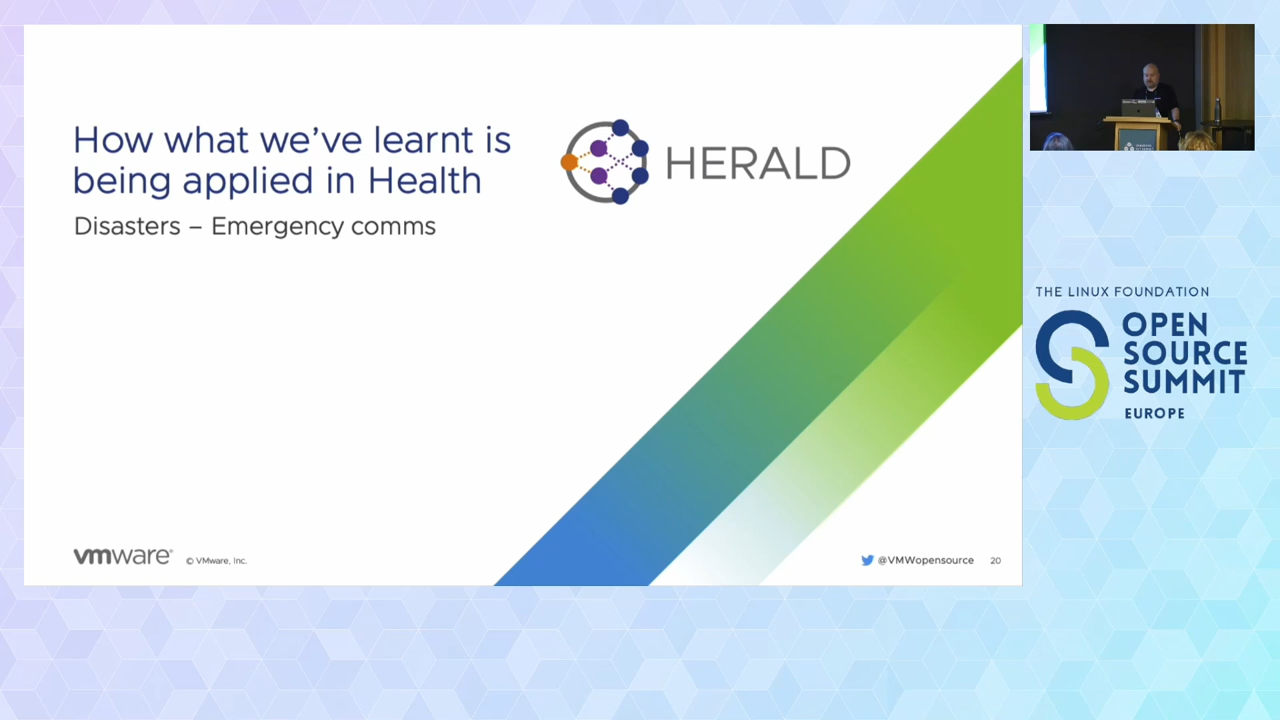 How what we've learnt is
being applied in Health
Disasters – Emergency comms
HERALD
vmware®
© VMware, Inc.
@VMWopensource
20
THE LINUX FOUNDATION
OPEN
SOURCE
SUMMIT
EUROPE